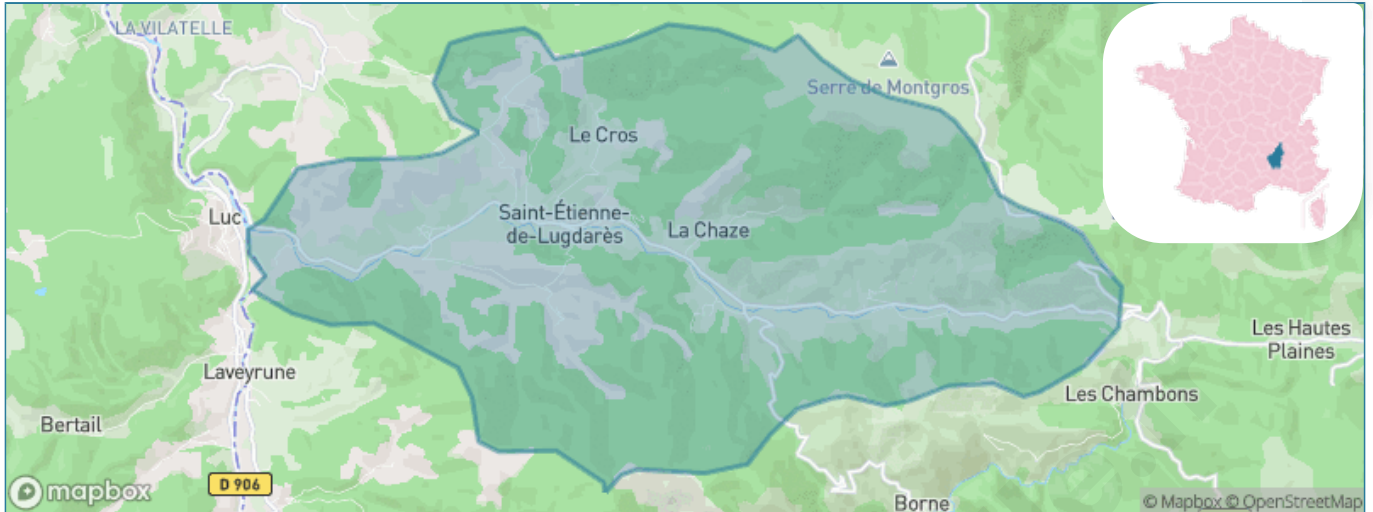 LA VILATELLE
Serre de Montgros
Le Cros
Luc
Saint-Étienne-
de-Lugdarès
La Chaze
Les Hautes
Plaines
Laveyrune
Les Chambons
Bertail
D 906
mapbox
Borne
© Mapbox © OpenStreetMap